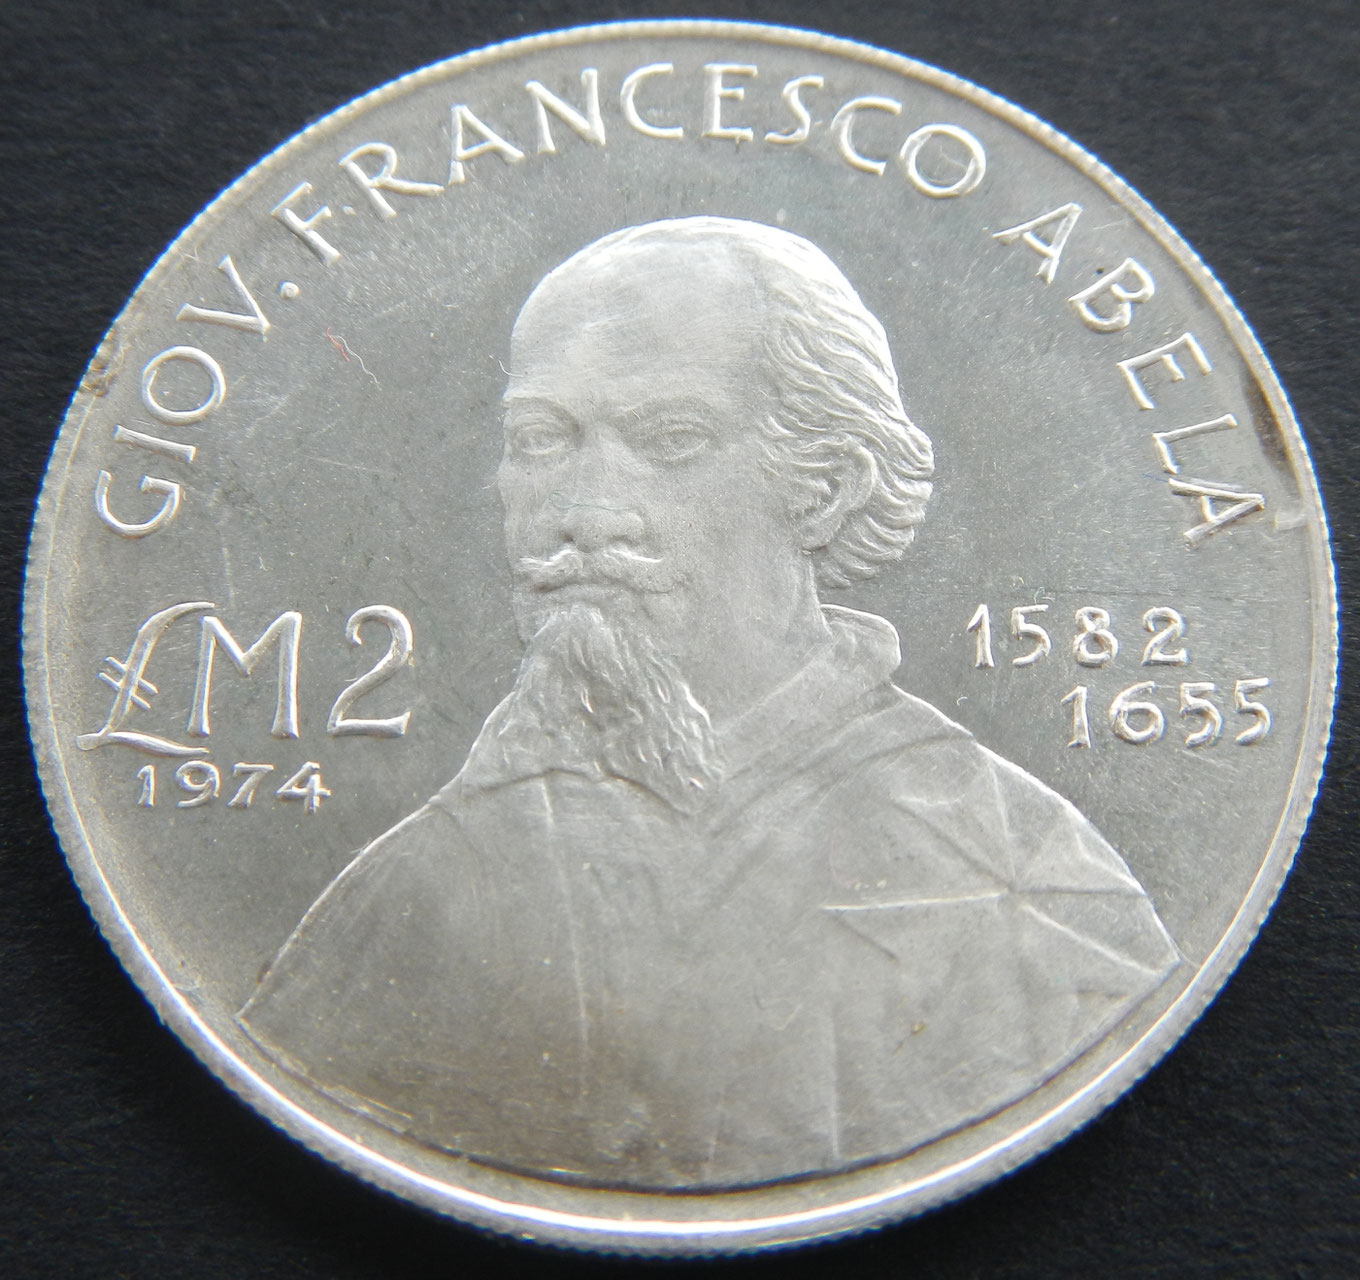 GIOV. FRANCESCO ABELA
£M2
1974
1582
1655